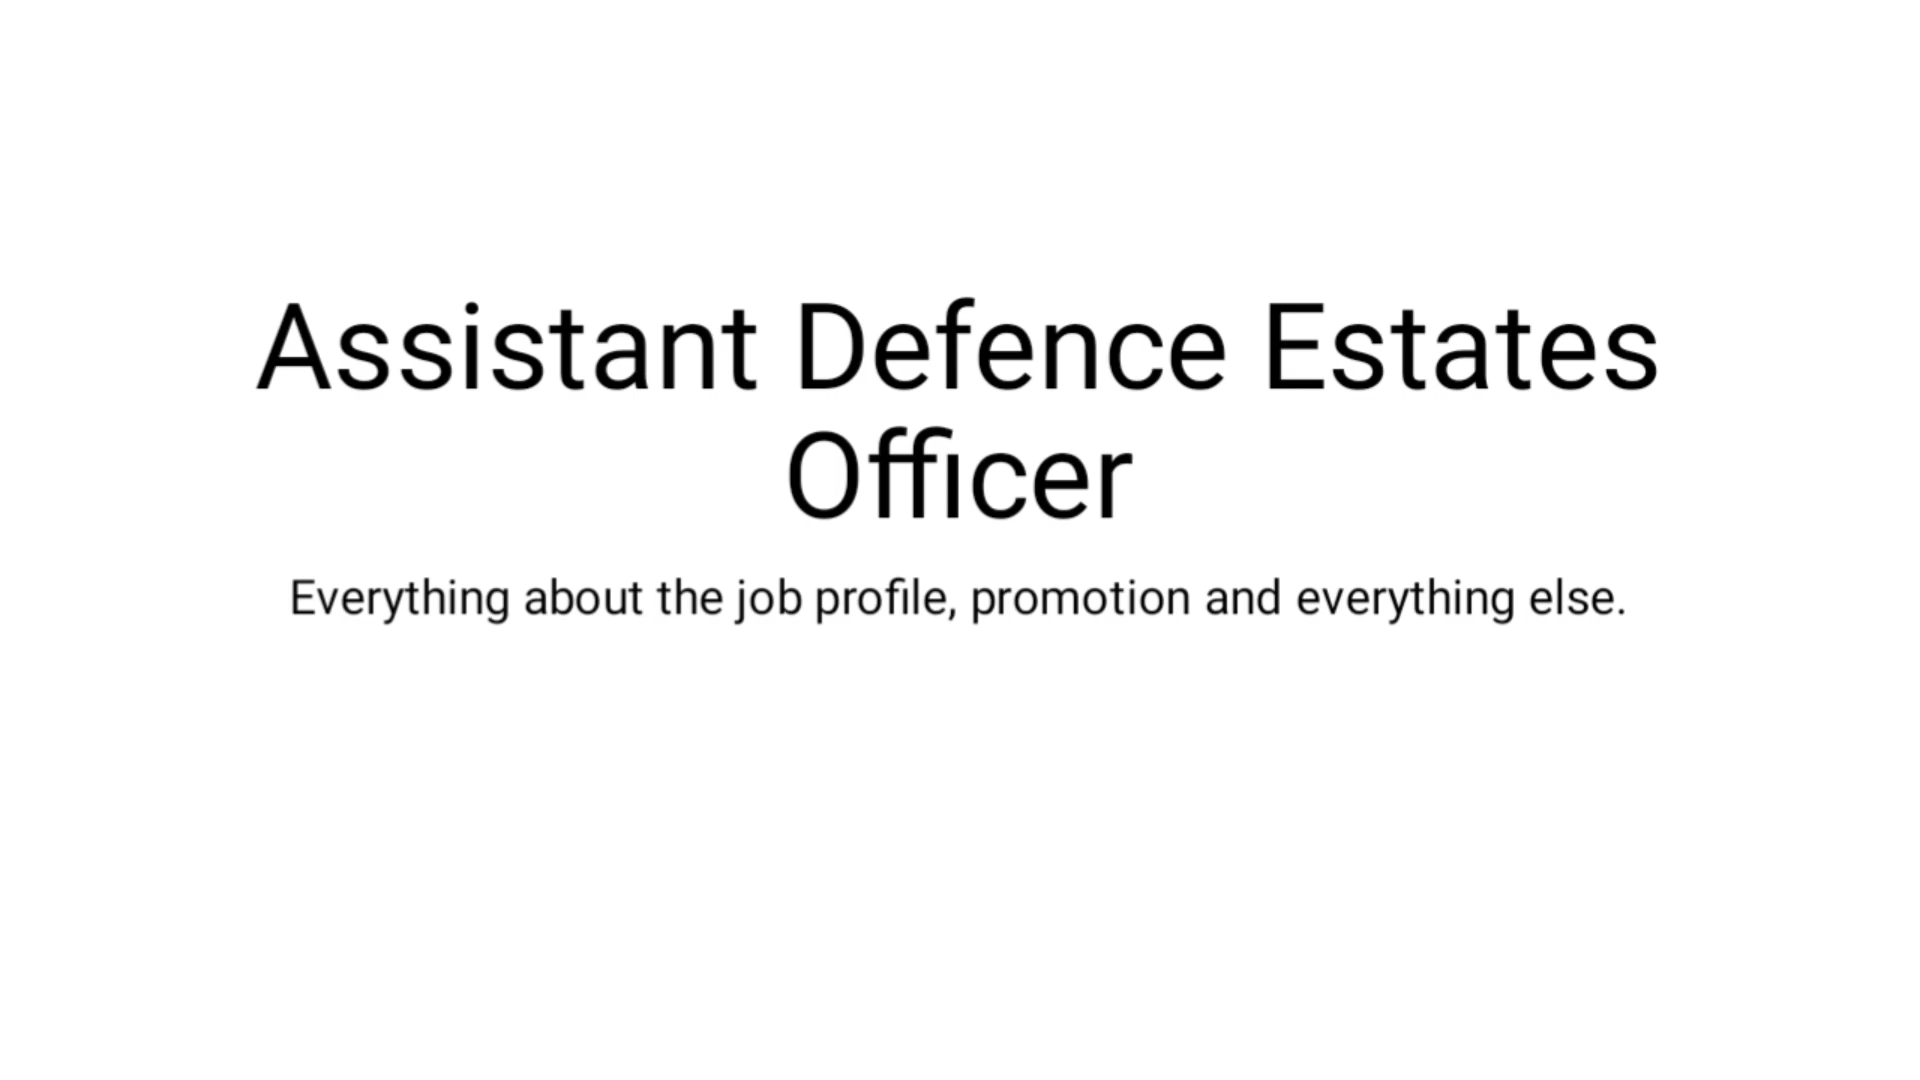 Assistant Defence Estates
Officer
Everything about the job profile, promotion and everything else.